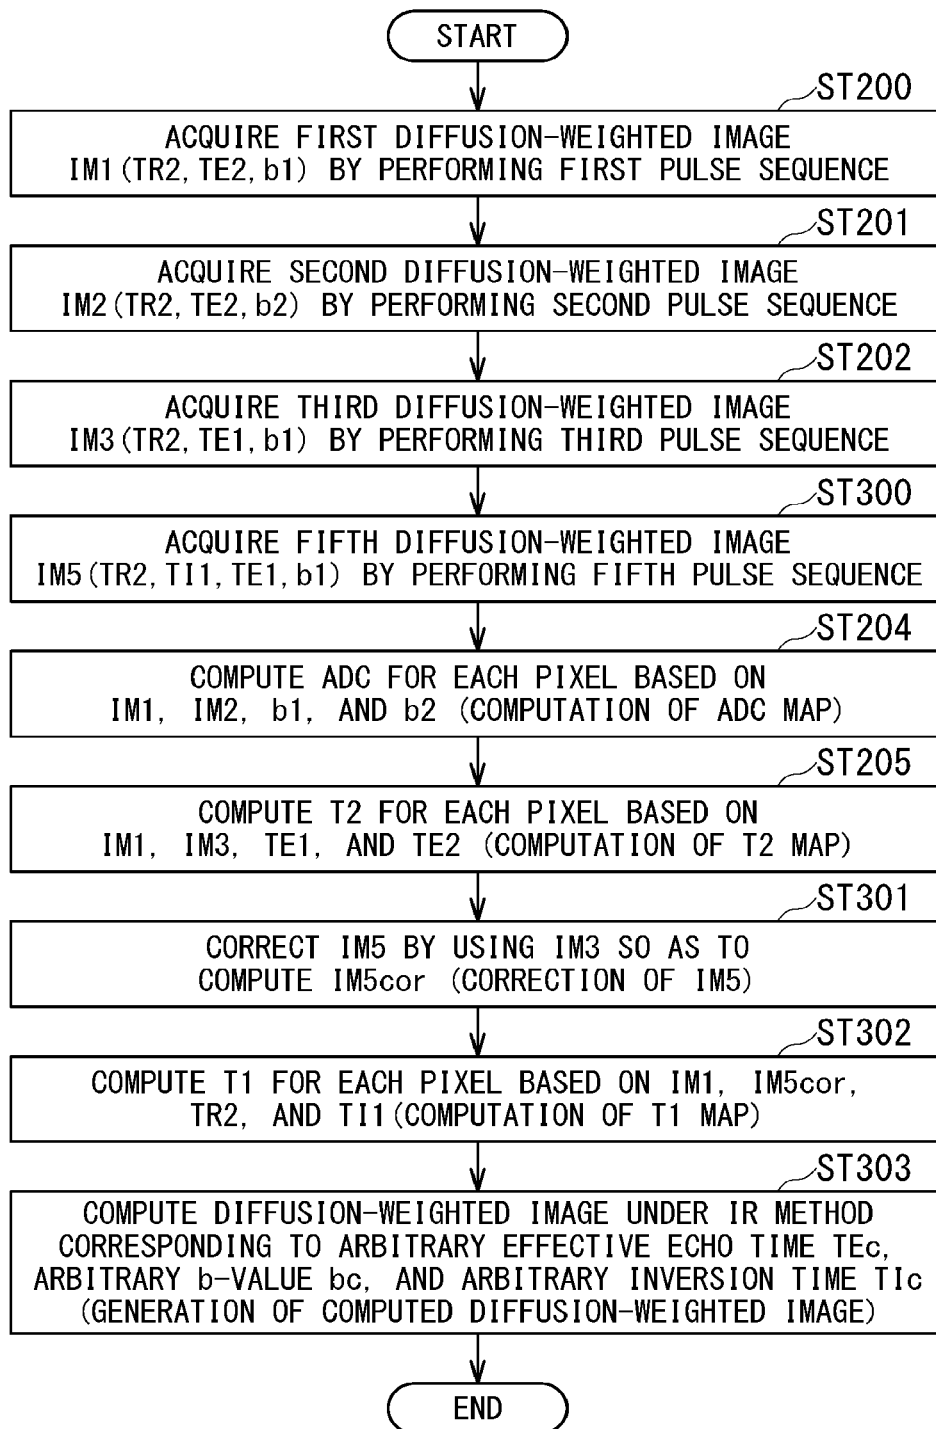 START
ST200
ACQUIRE FIRST DIFFUSION-WEIGHTED IMAGE
IM1(TR2, TE2, b1) BY PERFORMING FIRST PULSE SEQUENCE
ST201
ACQUIRE SECOND DIFFUSION-WEIGHTED IMAGE
IM2(TR2, TE2, b2) BY PERFORMING SECOND PULSE SEQUENCE
ST202
ACQUIRE THIRD DIFFUSION-WEIGHTED IMAGE
IM3(TR2, TE1, b1) BY PERFORMING THIRD PULSE SEQUENCE
ST300
ACQUIRE FIFTH DIFFUSION-WEIGHTED IMAGE
IM5(TR2, TI1, TE1, b1) BY PERFORMING FIFTH PULSE SEQUENCE
ST204
COMPUTE ADC FOR EACH PIXEL BASED ON
IM1, IM2, b1, AND b2 (COMPUTATION OF ADC MAP)
ST205
COMPUTE T2 FOR EACH PIXEL BASED ON
IM1, IM3, TE1, AND TE2 (COMPUTATION OF T2 MAP)
ST301
CORRECT IM5 BY USING IM3 SO AS TO
COMPUTE IM5cor (CORRECTION OF IM5)
ST302
COMPUTE T1 FOR EACH PIXEL BASED ON IM1, IM5cor,
TR2, AND TI1(COMPUTATION OF T1 MAP)
ST303
COMPUTE DIFFUSION-WEIGHTED IMAGE UNDER IR METHOD
CORRESPONDING TO ARBITRARY EFFECTIVE ECHO TIME TEc,
ARBITRARY b-VALUE bc, AND ARBITRARY INVERSION TIME TIc
(GENERATION OF COMPUTED DIFFUSION-WEIGHTED IMAGE)
END